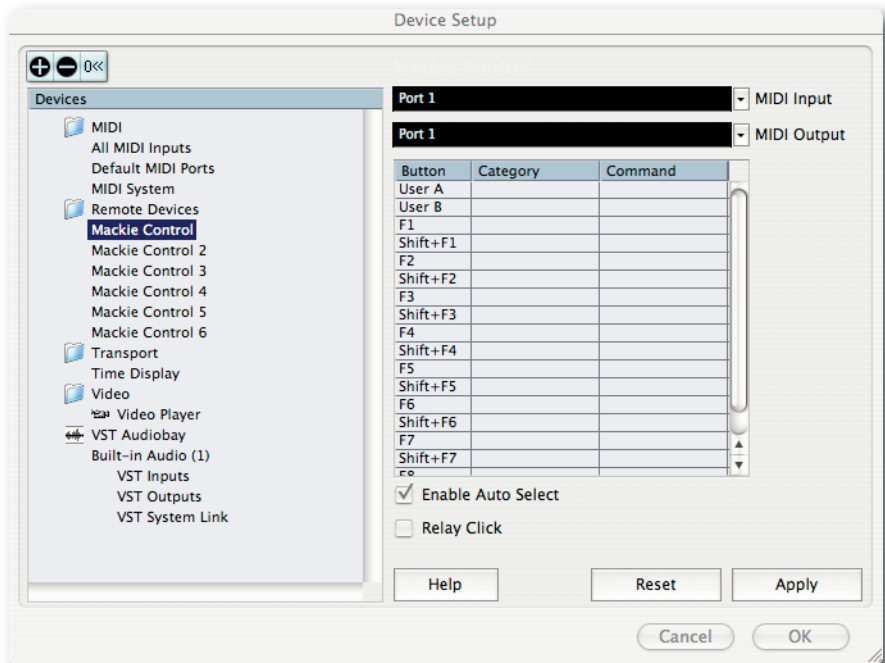 Device Setup
0<<
Devices
MIDI
All MIDI Inputs
Default MIDI Ports
MIDI System
Remote Devices
Mackie Control
Mackie Control 2
Mackie Control 3
Mackie Control 4
Mackie Control 5
Mackie Control 6
Transport
Time Display
Video
Video Player
VST Audiobay
Built-in Audio (1)
VST Inputs
VST Outputs
VST System Link
Port 1 MIDI Input
Port 1 MIDI Output
Button Category Command
User A
User B
F1
Shift+F1
F2
Shift+F2
F3
Shift+F3
F4
Shift+F4
F5
Shift+F5
F6
Shift+F6
F7
Shift+F7
F8
Enable Auto Select
Relay Click
Help Reset Apply
Cancel OK